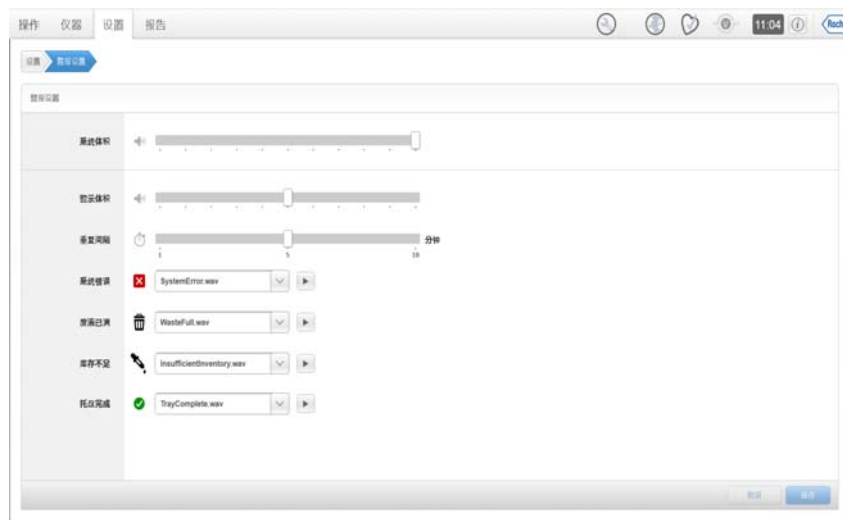 操作 仪器 设置 报告 11:04 Roch
设置 警报设置
警报设置
系统体积
警示体积
重复间隔 分钟
1 5 10
系统错误 SystemError.wav
废液已满 WasteFull.wav
库存不足 InsufficientInventory.wav
托盘完成 TrayComplete.wav
取消 保存